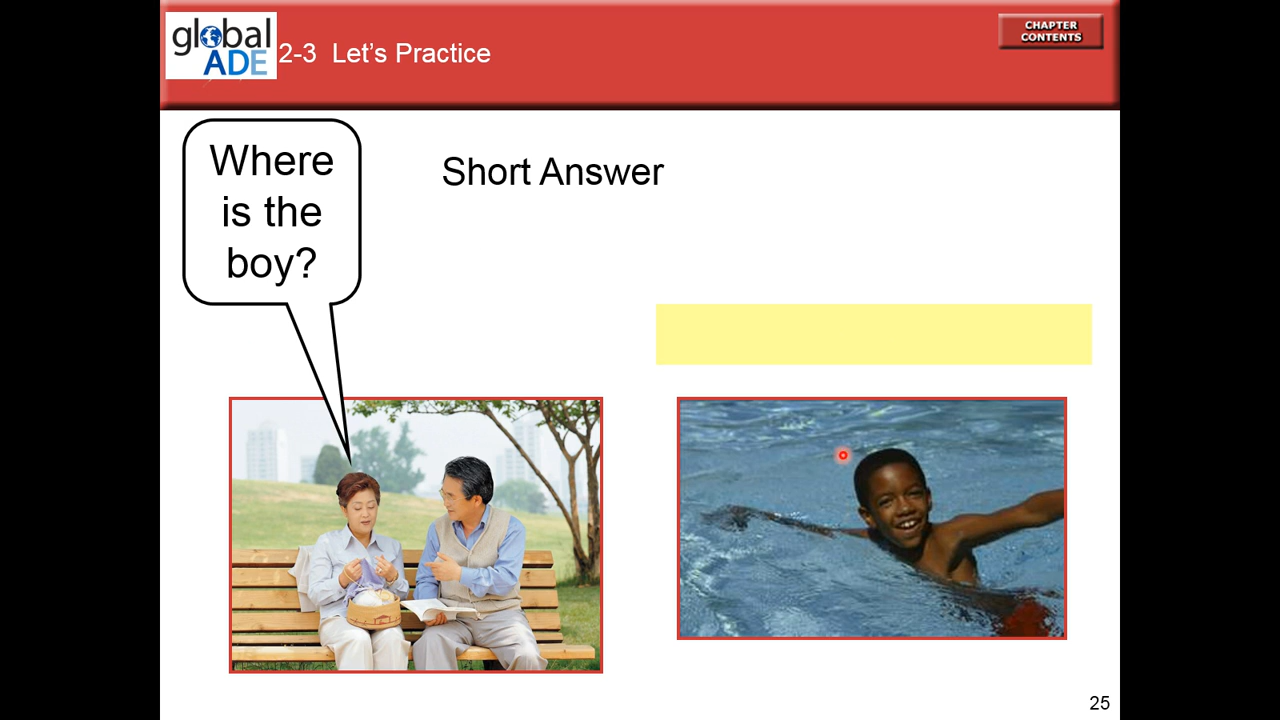 global
ADE
2-3 Let's Practice
CHAPTER
CONTENTS
Where
is the
boy?
Short Answer
25